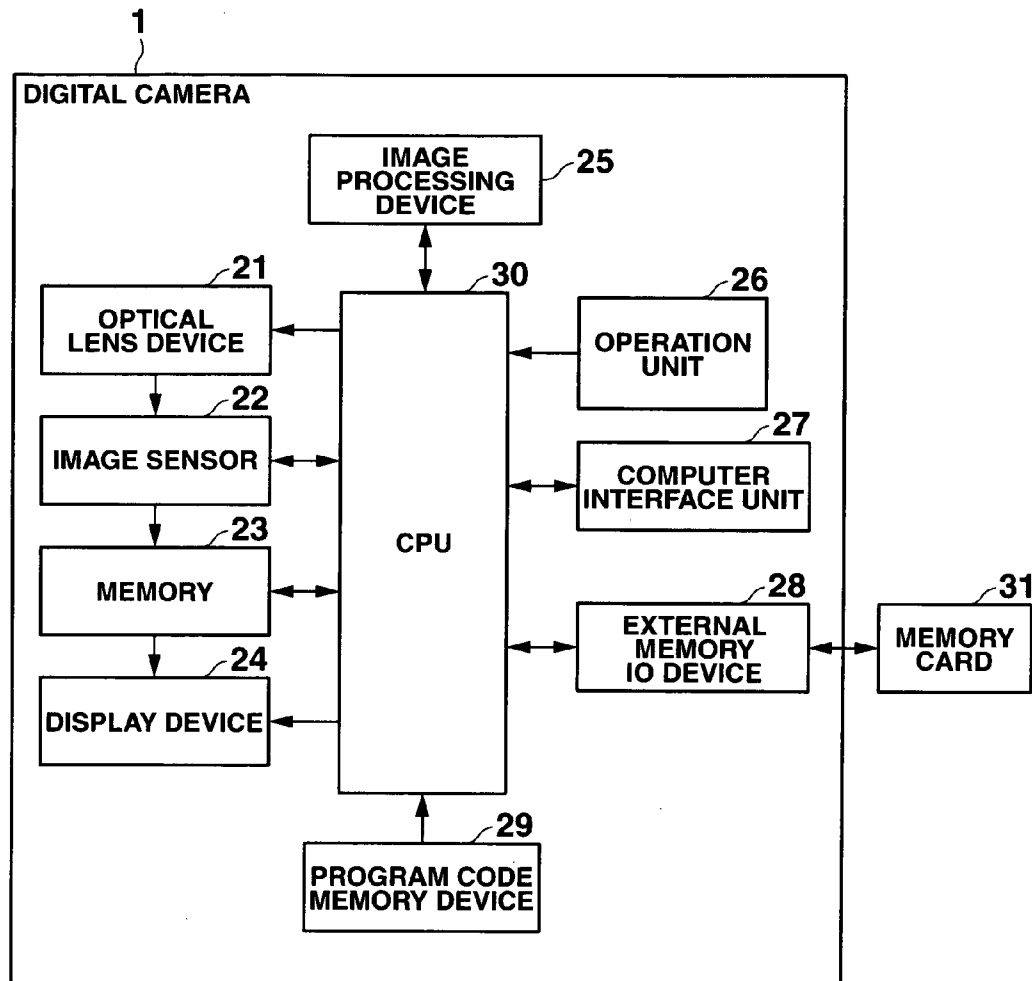 1
DIGITAL CAMERA
IMAGE
PROCESSING
DEVICE
25
21
OPTICAL
LENS DEVICE
30
CPU
26
OPERATION
UNIT
22
IMAGE SENSOR
27
COMPUTER
INTERFACE UNIT
23
MEMORY
28
EXTERNAL
MEMORY
IO DEVICE
31
MEMORY
CARD
24
DISPLAY DEVICE
29
PROGRAM CODE
MEMORY DEVICE